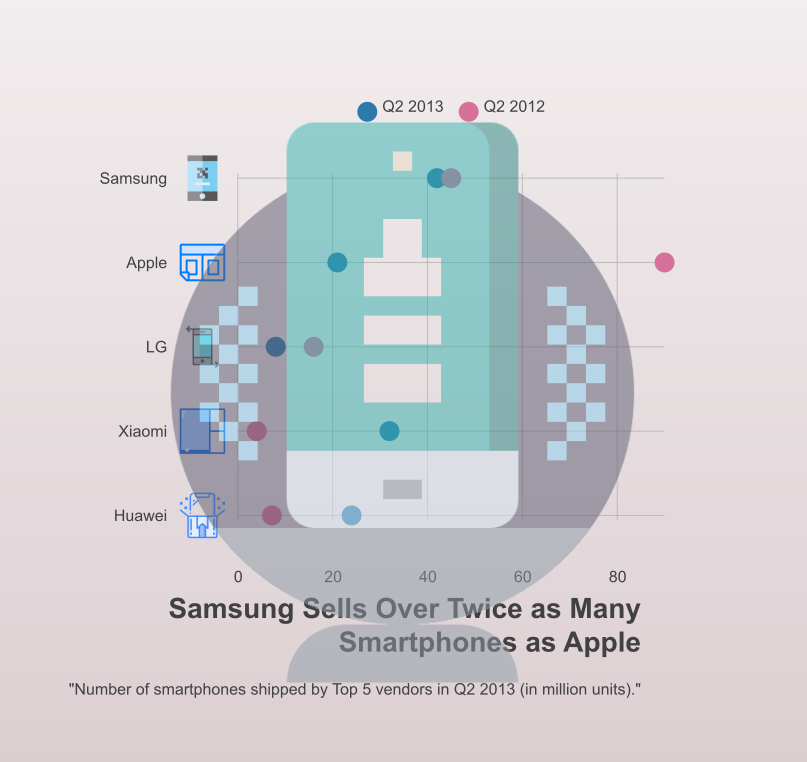 Q2 2013 Q2 2012
Samsung
Apple
LG
Xiaomi
Huawei
0 20 40 60 80
Samsung Sells Over Twice as Many
Smartphones as Apple
"Number of smartphones shipped by Top 5 vendors in Q2 2013 (in million units)."